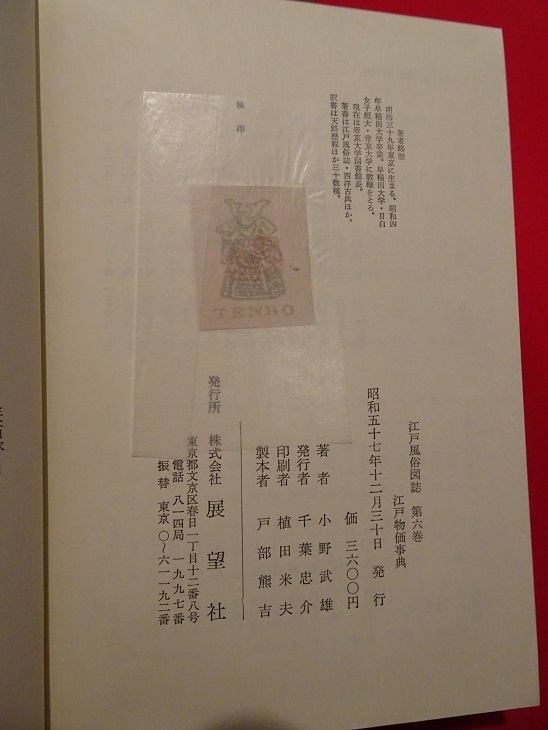 著者略歴
明治三十九年東京に生まる。昭和四
年早稲田大学卒業。早稲田大学・目白
女子短大・帝京大学に教鞭をとる。
現在は帝京大学図書館長。
著書は江戸風俗誌・西洋古典ほか。
訳書は天路歴程ほか三十数種。
検印
TENBO
江戸風俗図誌 第六巻
江戸物価事典
昭和五十七年十二月三十日 発行
価 三六〇〇円
著者 小野武雄
発行者 千葉忠介
印刷者 植田米夫
製本者 戸部熊吉
発行所 株式会社 展望社
東京都文京区春日一丁目十二番八号
電話 八一四局 一九九七番
振替 東京 〇〜六一一九二番